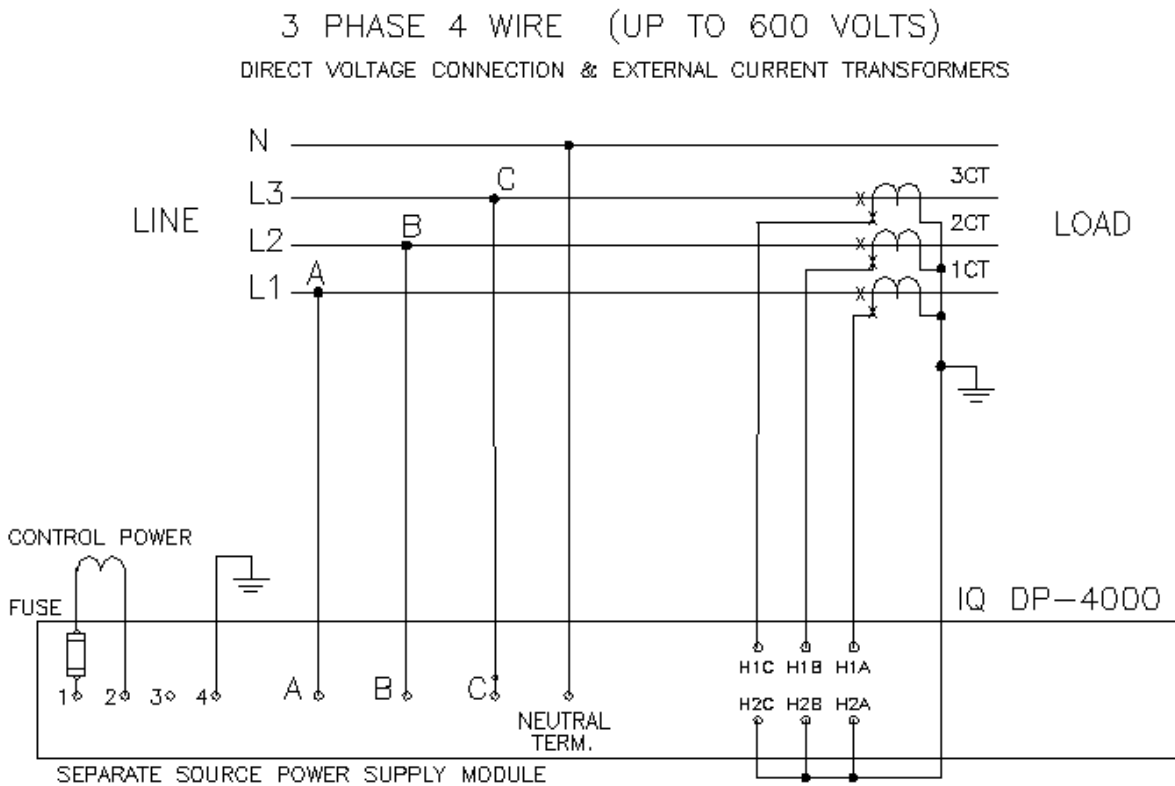 3 PHASE 4 WIRE (UP TO 600 VOLTS)
DIRECT VOLTAGE CONNECTION & EXTERNAL CURRENT TRANSFORMERS
N
C
3CT
L3
LINE
B
2CT
LOAD
L2
A
1CT
L1
CONTROL POWER
FUSE
IQ DP-4000
H1C H1B H1A
1 2 3 4 A B C
H2C H2B H2A
NEUTRAL
TERM.
SEPARATE SOURCE POWER SUPPLY MODULE